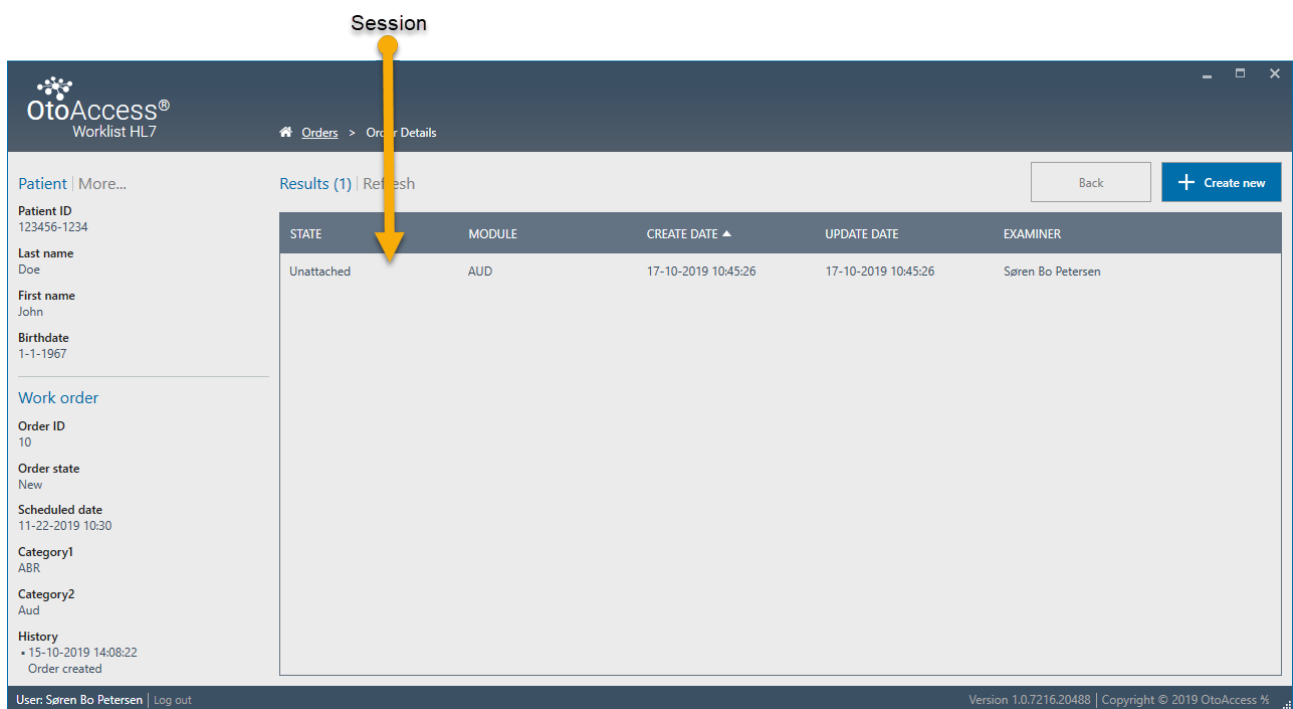 Session
OtoAccess®
Worklist HL7
Orders > Order Details
Patient | More...
Patient ID
123456-1234
Last name
Doe
First name
John
Birthdate
1-1-1967
Work order
Order ID
10
Order state
New
Scheduled date
11-22-2019 10:30
Category1
ABR
Category2
Aud
History
▪ 15-10-2019 14:08:22
Order created
Results (1) | Refresh
Back
+ Create new
STATE MODULE CREATE DATE ▲ UPDATE DATE EXAMINER
Unattached AUD 17-10-2019 10:45:26 17-10-2019 10:45:26 Søren Bo Petersen
User: Søren Bo Petersen | Log out
Version 1.0.7216.20488 | Copyright © 2019 OtoAccess